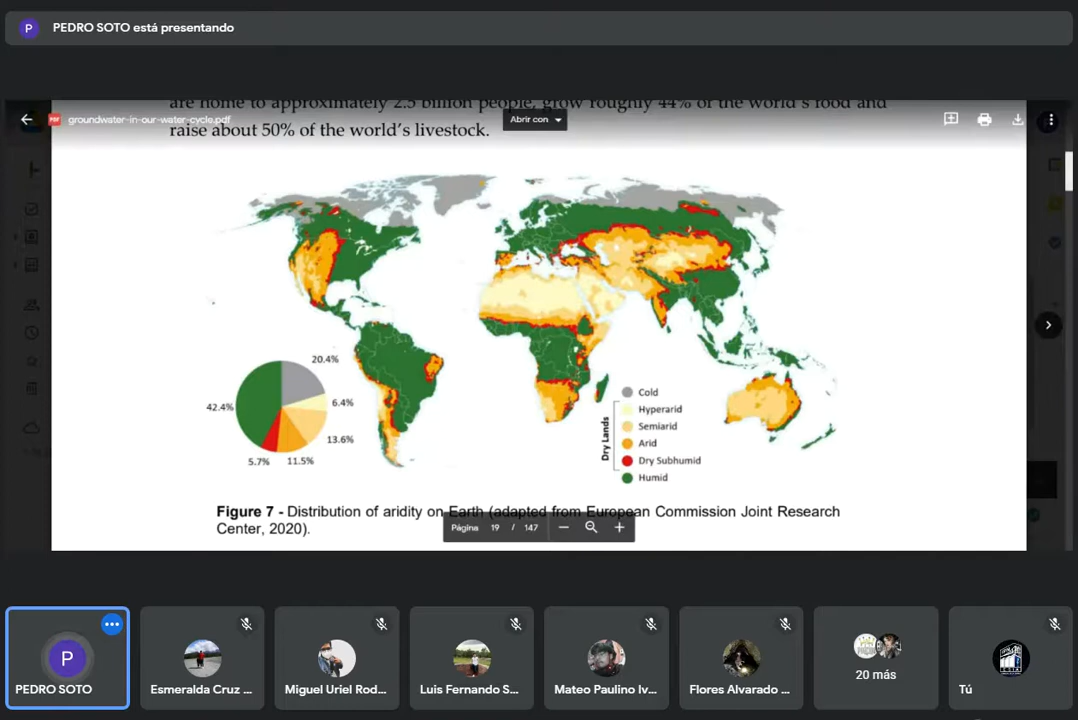 P PEDRO SOTO está presentando
are home to approximately 2.5 billion people, grow roughly 44% of the world's food and
PDF groundwater-in-our-water-cycle.pdf
Abrir con
raise about 50% of the world's livestock.
20.4%
6.4%
42.4%
13.6%
5.7% 11.5%
Dry Lands
Cold
Hyperarid
Semiarid
Arid
Dry Subhumid
Humid
Figure 7 - Distribution of aridity on Earth (adapted from European Commission Joint Research
Center, 2020).
Página 19 / 147
P
PEDRO SOTO
Esmeralda Cruz ...
Miguel Uriel Rod...
Luis Fernando S...
Mateo Paulino Iv...
Flores Alvarado ...
20 más
Tú